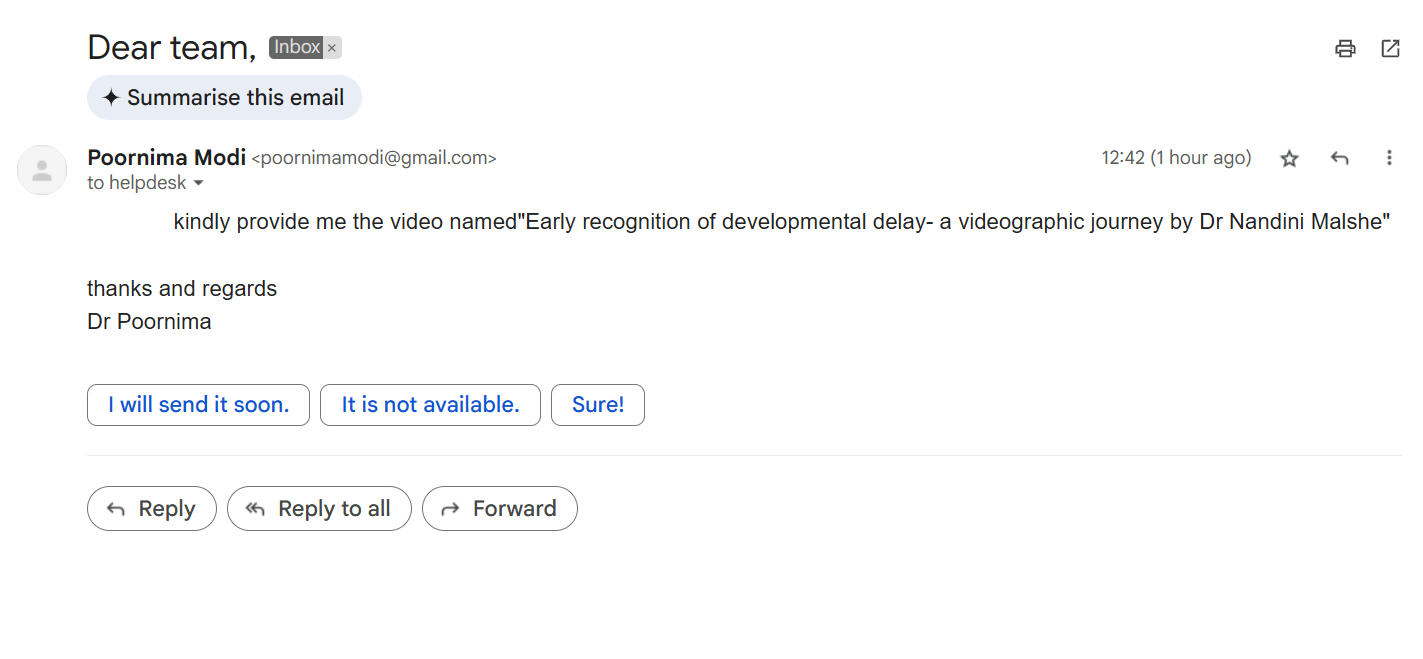 Dear team, Inbox ×
Summarise this email
Poornima Modi <poornimamodi@gmail.com> 12:42 (1 hour ago)
to helpdesk
kindly provide me the video named"Early recognition of developmental delay- a videographic journey by Dr Nandini Malshe"
thanks and regards
Dr Poornima
I will send it soon. It is not available. Sure!
Reply Reply to all Forward